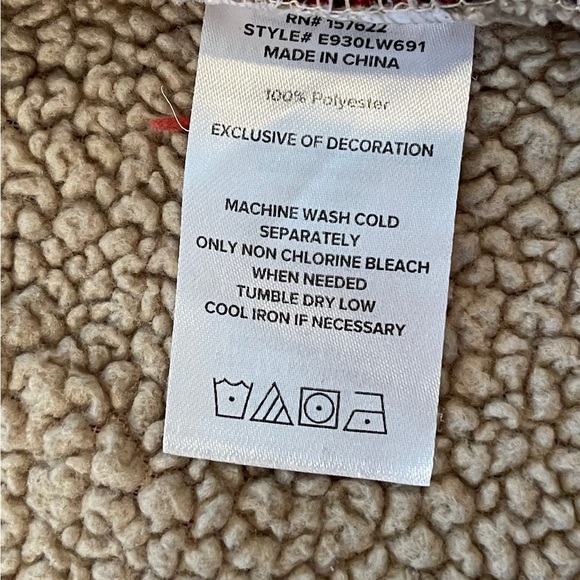 RN# 157622
STYLE# E930LW691
MADE IN CHINA
100% Polyester
EXCLUSIVE OF DECORATION
MACHINE WASH COLD
SEPARATELY
ONLY NON CHLORINE BLEACH
WHEN NEEDED
TUMBLE DRY LOW
COOL IRON IF NECESSARY